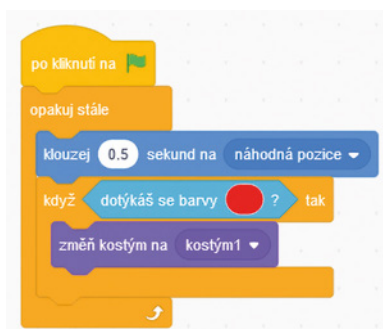 po kliknutí na
opakuj stále
klouzej 0.5 sekund na náhodná pozice
když dotýkáš se barvy ? tak
změň kostým na kostým1